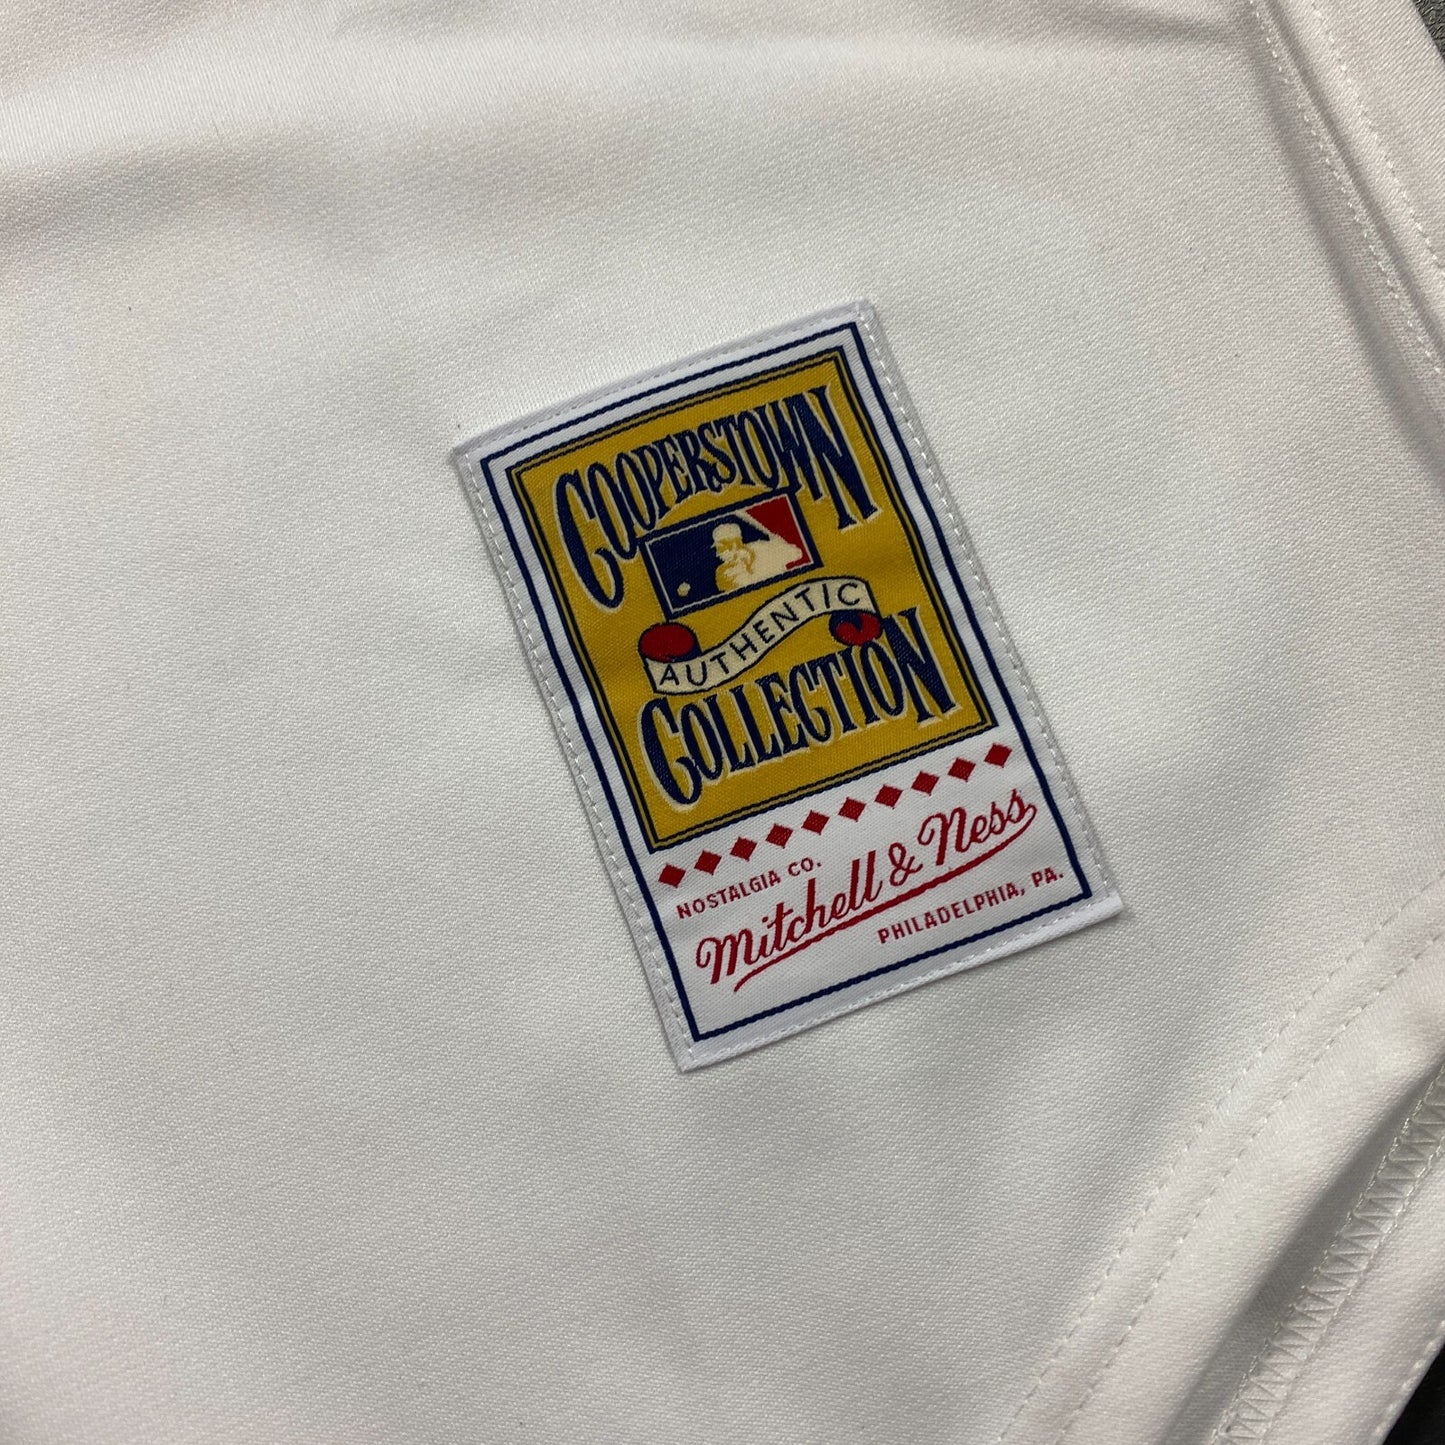 COOPERSTOWN
AUTHENTIC
COLLECTION
NOSTALGIA CO.
Mitchell & Ness
PHILADELPHIA, PA.